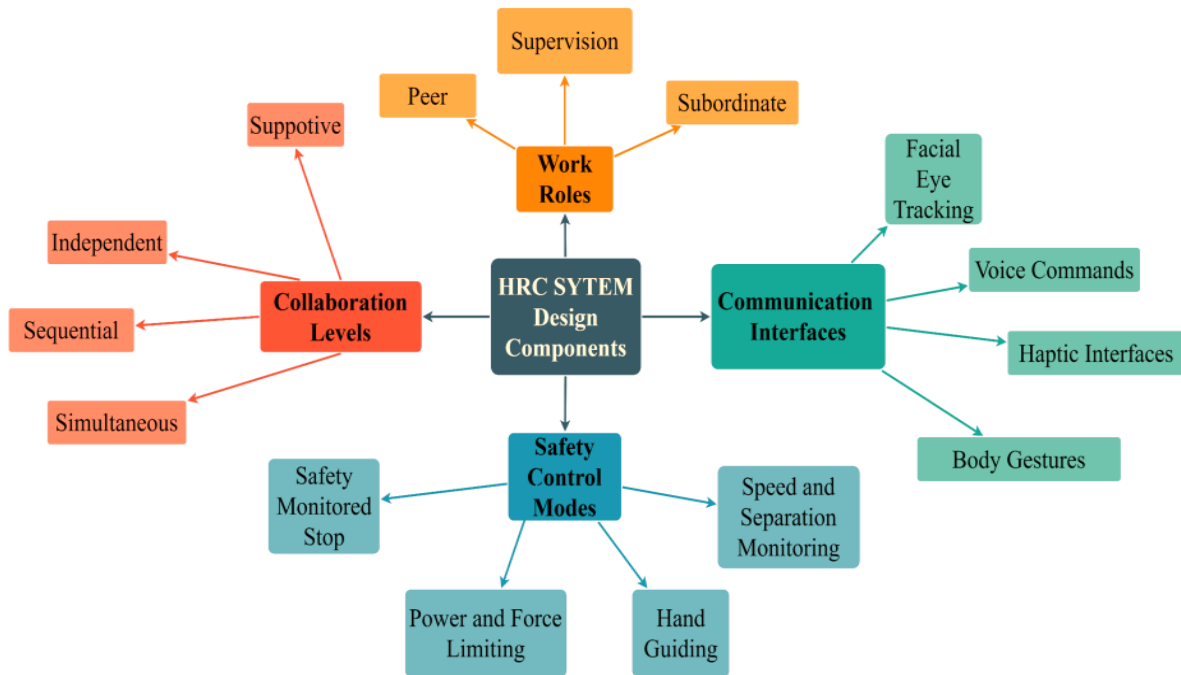 Supervision
Peer
Subordinate
Suppotive
Work
Roles
Facial
Eye
Tracking
Independent
Voice Commands
HRC SYTEM
Design
Components
Collaboration
Levels
Communication
Interfaces
Sequential
Haptic Interfaces
Simultaneous
Body Gestures
Safety
Control
Modes
Safety
Monitored
Stop
Speed and
Separation
Monitoring
Power and Force
Limiting
Hand
Guiding